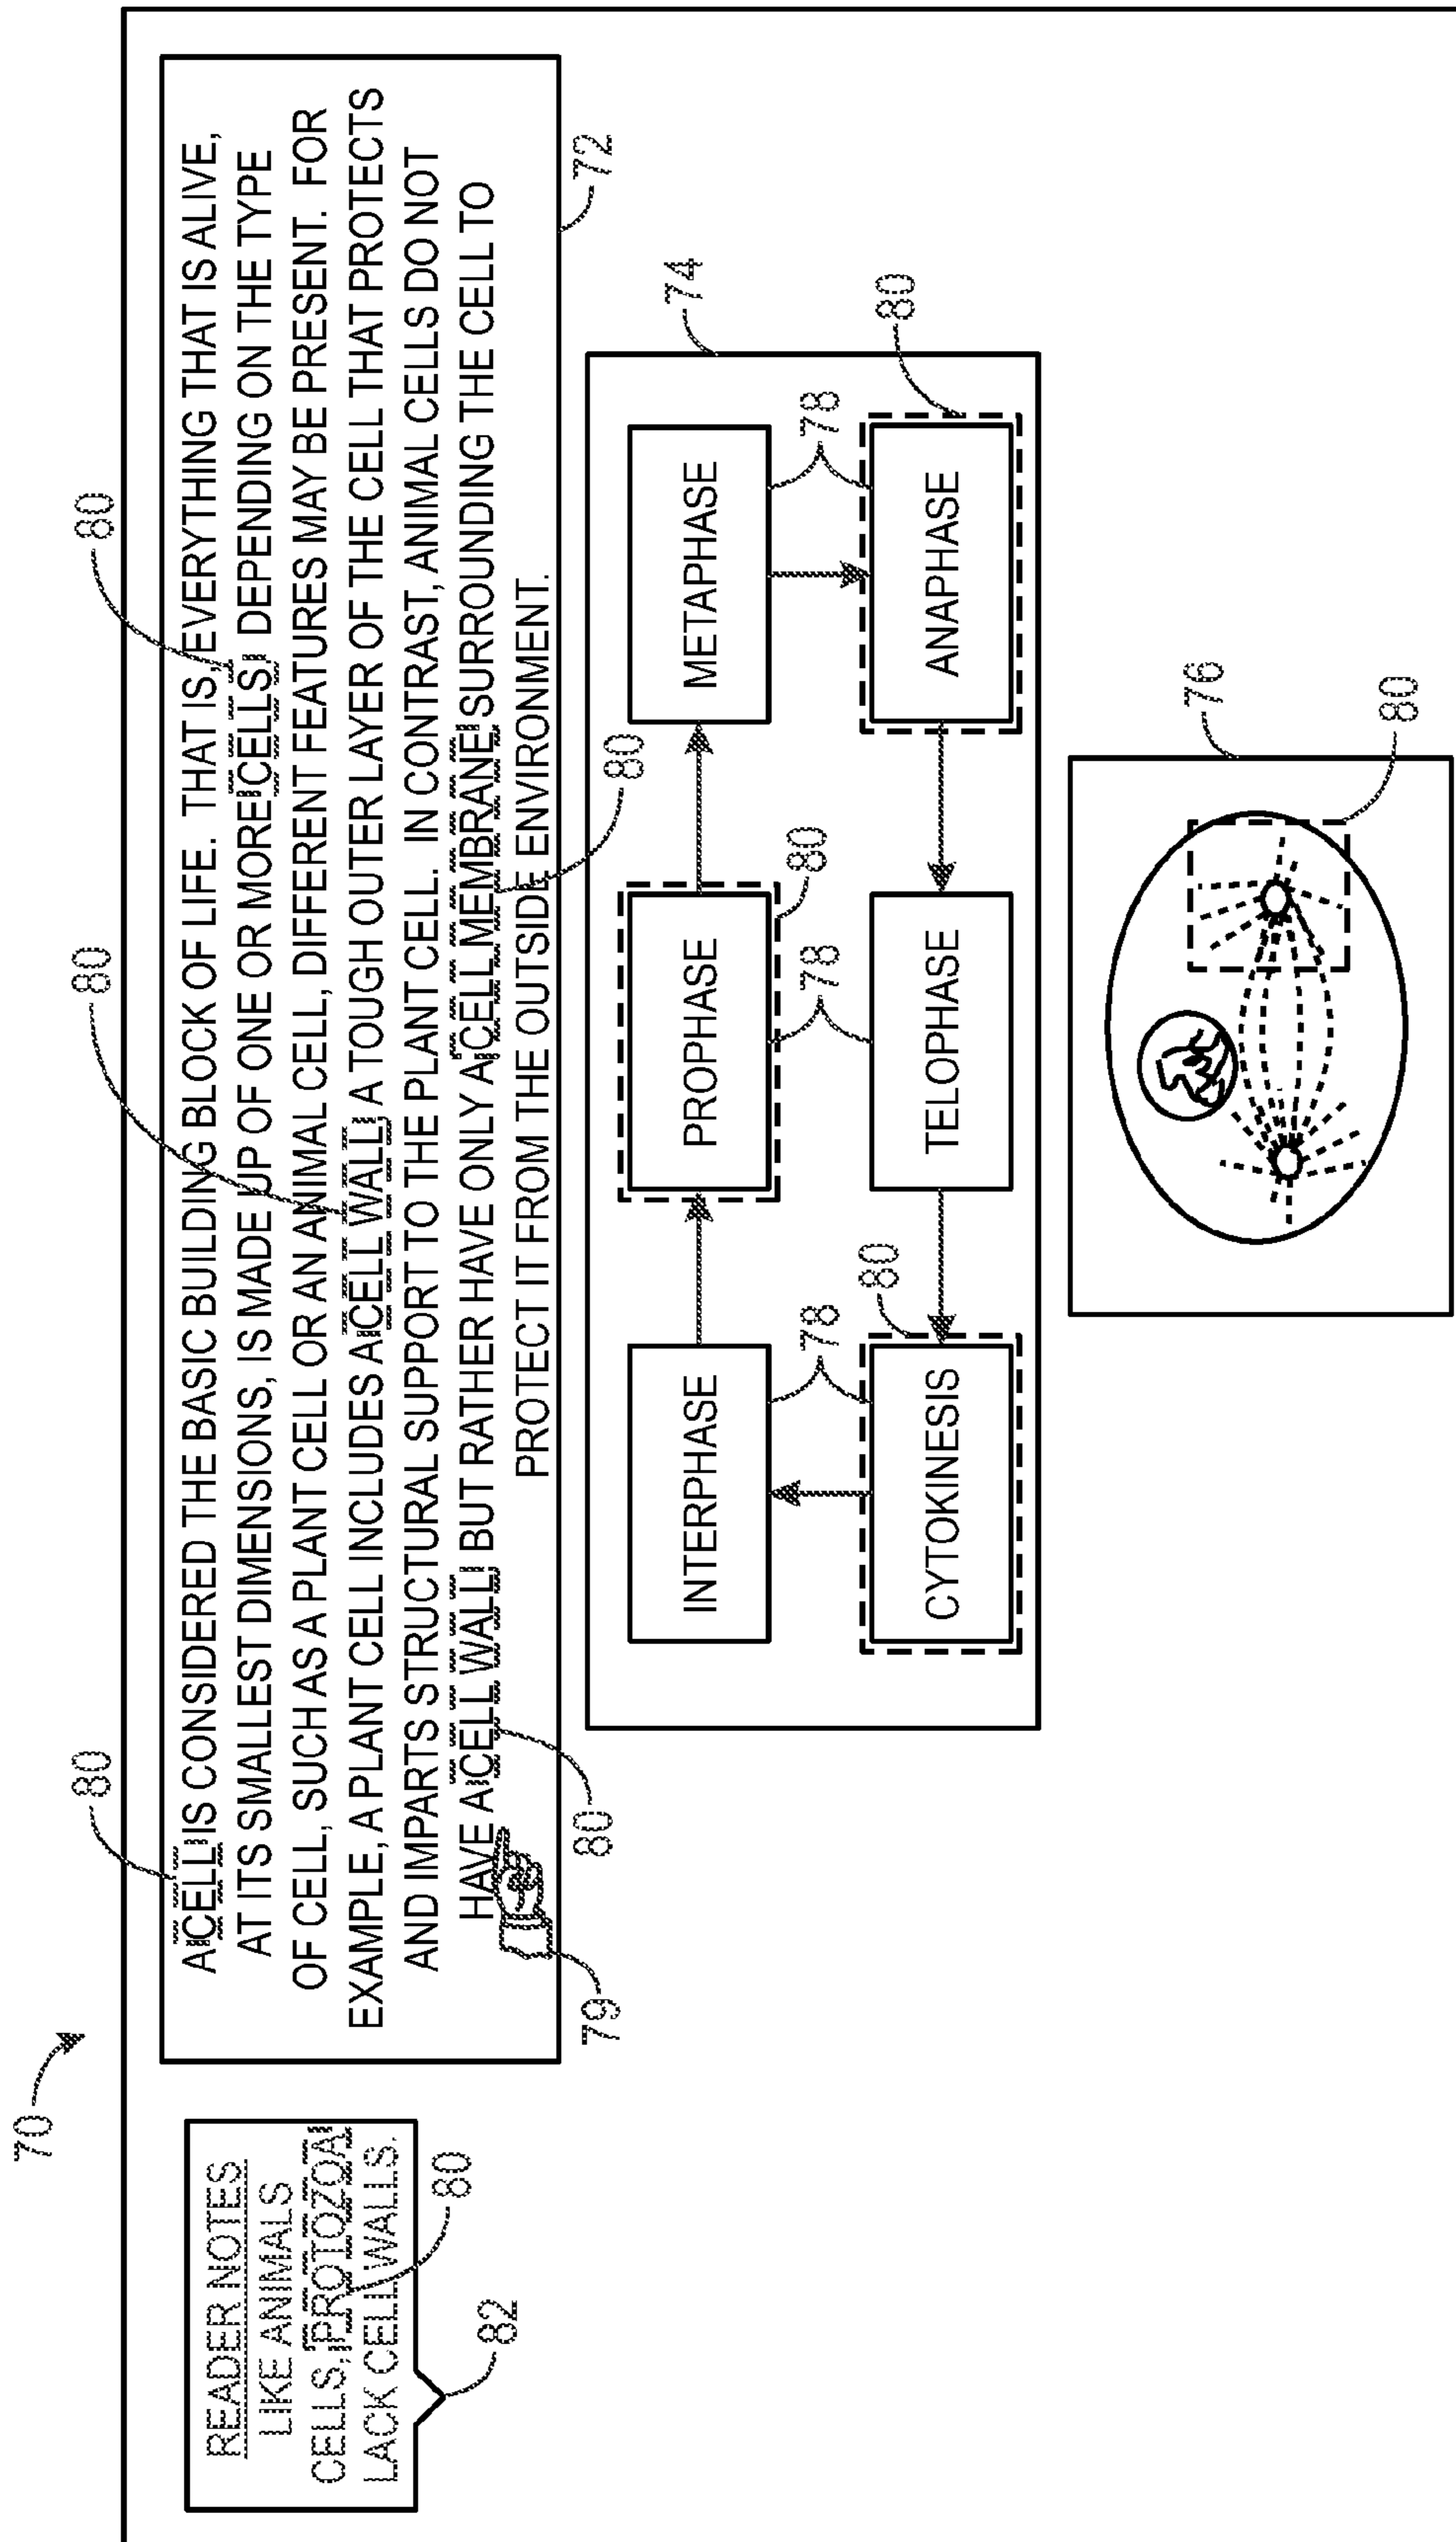 70
READER NOTES
LIKE ANIMALS
CELLS, PROTOZOA
LACK CELL WALLS.
80
82
80
80
80
A CELL IS CONSIDERED THE BASIC BUILDING BLOCK OF LIFE. THAT IS, EVERYTHING THAT IS ALIVE,
AT ITS SMALLEST DIMENSIONS, IS MADE UP OF ONE OR MORE CELLS. DEPENDING ON THE TYPE
OF CELL, SUCH AS A PLANT CELL OR AN ANIMAL CELL, DIFFERENT FEATURES MAY BE PRESENT. FOR
EXAMPLE, A PLANT CELL INCLUDES A CELL WALL A TOUGH OUTER LAYER OF THE CELL THAT PROTECTS
AND IMPARTS STRUCTURAL SUPPORT TO THE PLANT CELL. IN CONTRAST, ANIMAL CELLS DO NOT
HAVE A CELL WALL BUT RATHER HAVE ONLY A CELL MEMBRANE SURROUNDING THE CELL TO
PROTECT IT FROM THE OUTSIDE ENVIRONMENT.
79
80
80
72
74
INTERPHASE
PROPHASE
METAPHASE
78
80
78
80
78
80
CYTOKINESIS
TELOPHASE
ANAPHASE
76
80